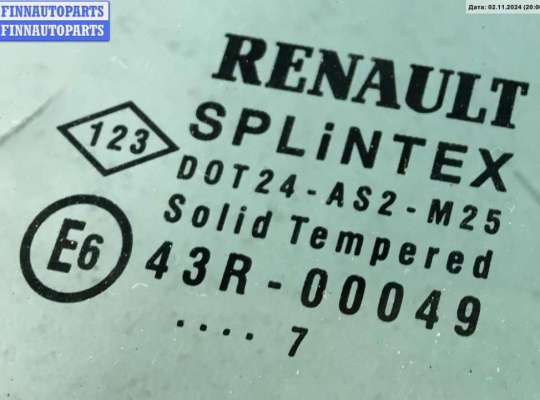 FINNAUTOPARTS
FINNAUTOPARTS
Дата: 02.11.2024
RENAULT
123
SPLiNTEX
DOT24-AS2-M25
Solid Tempered
E6
43R-00049
.... 7